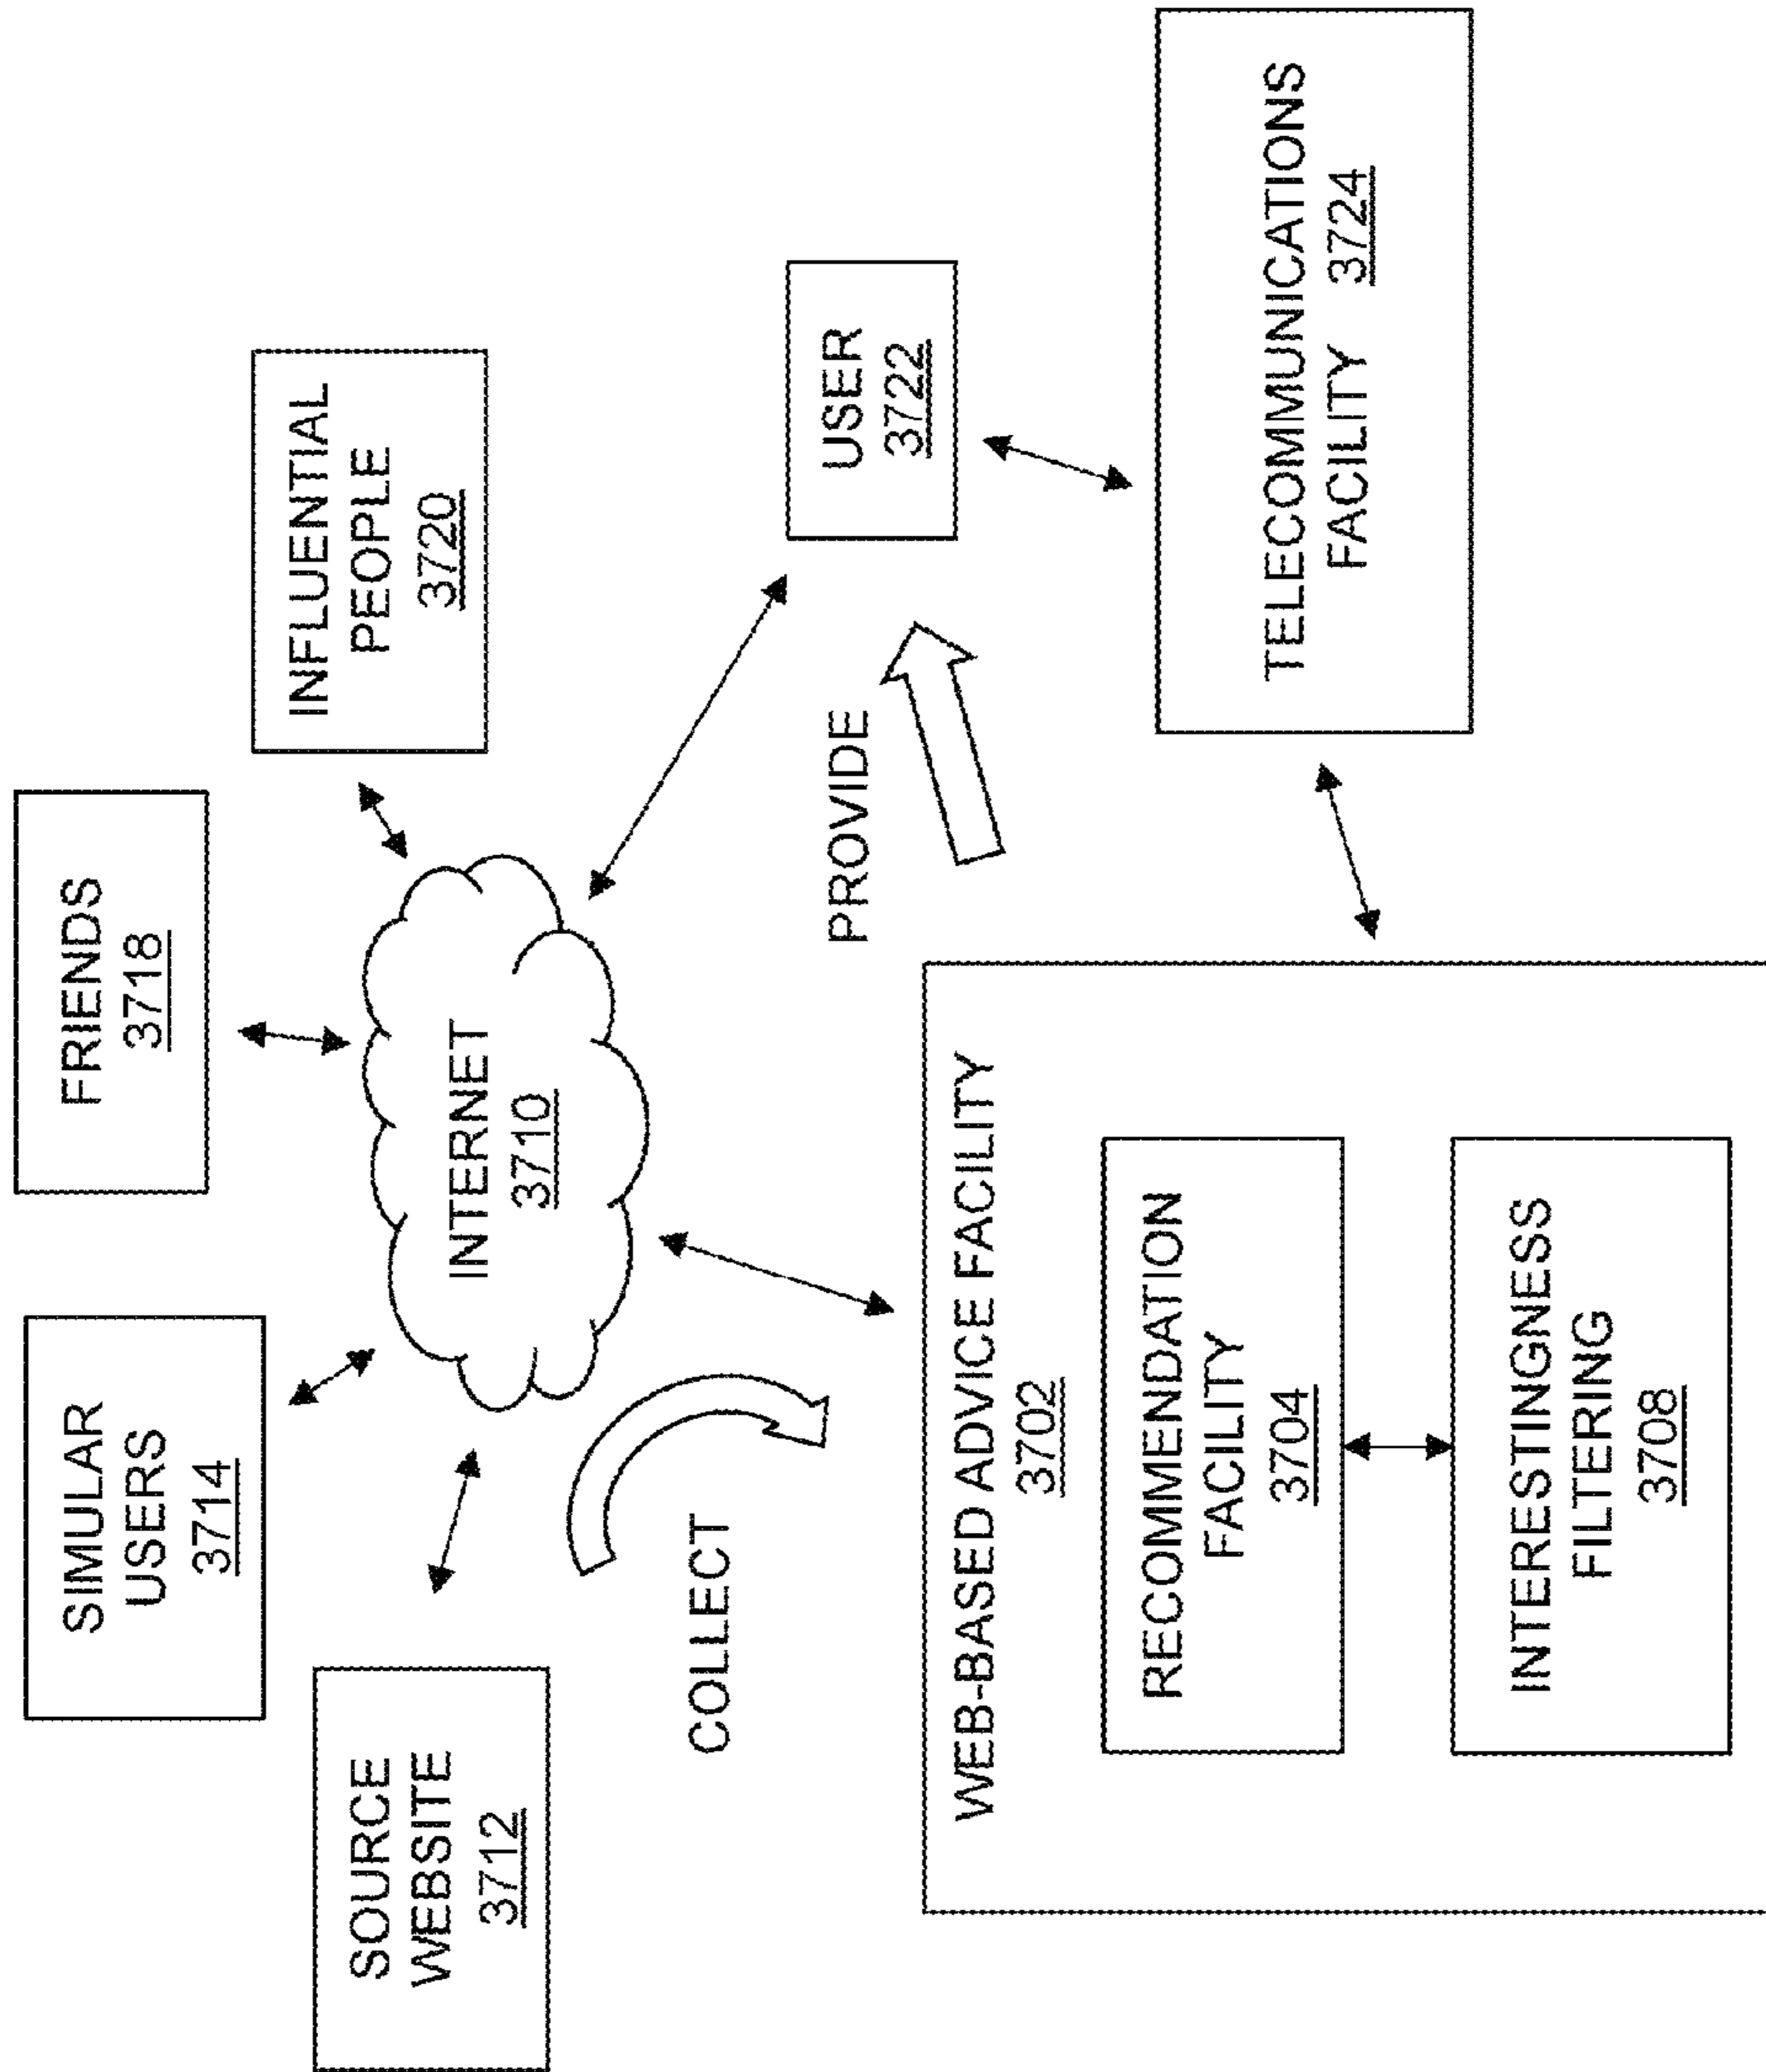 SOURCE
WEBSITE
3712
SIMULAR
USERS
3714
FRIENDS
3718
INFLUENTIAL
PEOPLE
3720
INTERNET
3710
COLLECT
PROVIDE
USER
3722
WEB-BASED ADVICE FACILITY
3702
RECOMMENDATION
FACILITY
3704
INTERESTINGNESS
FILTERING
3708
TELECOMMUNICATIONS
FACILITY 3724